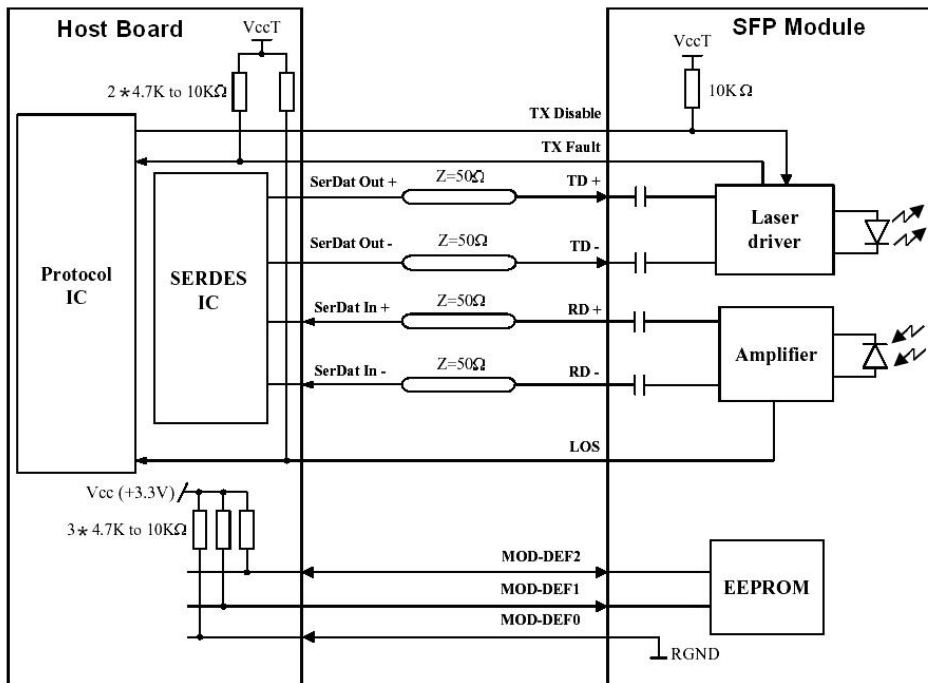 Host Board
SFP Module
VccT
VccT
2*4.7K to 10KΩ
10KΩ
TX Disable
TX Fault
SerDat Out +
Z=50Ω
TD +
Laser
driver
SerDat Out -
Z=50Ω
TD -
Protocol
IC
SERDES
IC
SerDat In +
Z=50Ω
RD +
Amplifier
SerDat In -
Z=50Ω
RD -
LOS
Vcc (+3.3V)
3*4.7K to 10KΩ
MOD-DEF2
MOD-DEF1
EEPROM
MOD-DEF0
RGND